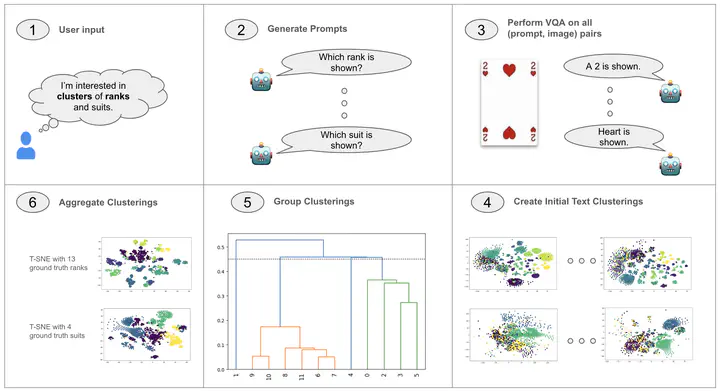 1
User input
I'm interested in
clusters of ranks
and suits.
2
Generate Prompts
Which rank is
shown?
Which suit is
shown?
3
Perform VQA on all
(prompt, image) pairs
2
2
2
2
A 2 is shown.
Heart is
shown.
6
Aggregate Clusterings
T-SNE with 13
ground truth ranks
T-SNE with 4
ground truth suits
5
Group Clusterings
0.5
0.4
0.3
0.2
0.1
0.0
1
9
10
8
11
6
7
4
0
2
3
5
4
Create Initial Text Clusterings